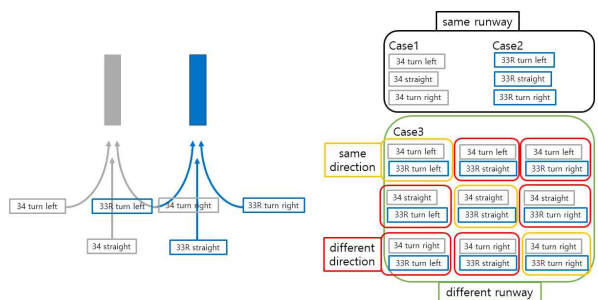 34 turn left
33R turn left
34 turn right
33R turn right
34 straight
33R straight
same runway
Case1
Case2
34 turn left
33R turn left
34 straight
33R straight
34 turn right
33R turn right
Case3
same
direction
34 turn left
34 turn left
34 turn left
33R turn left
33R straight
33R turn right
34 straight
34 straight
34 straight
33R turn left
33R straight
33R turn right
different
direction
34 turn right
34 turn right
34 turn right
33R turn left
33R straight
33R turn right
different runway